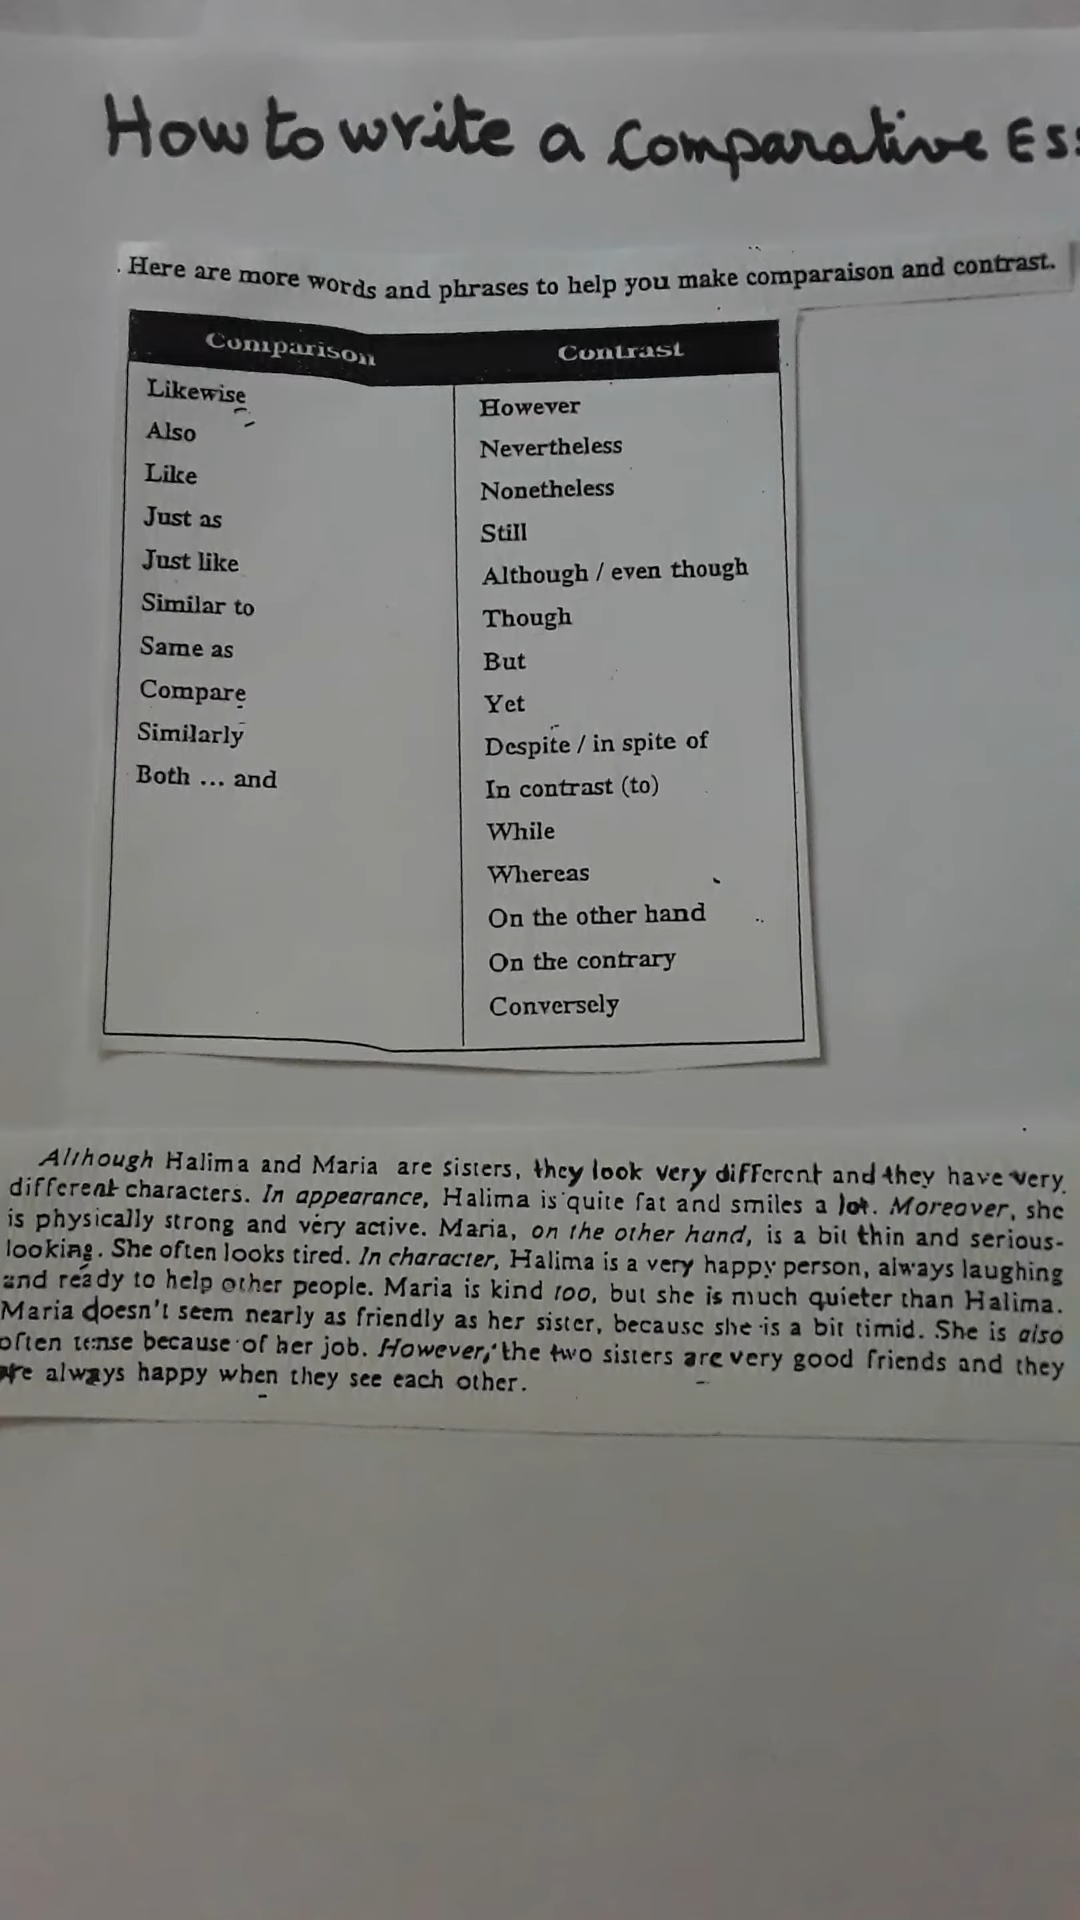 How to write a Comparative Es
. Here are more words and phrases to help you make comparaison and contrast.
Comparison
Likewise
Also
Like
Just as
Just like
Similar to
Same as
Compare
Similarly
Both ... and
Contrast
However
Nevertheless
Nonetheless
Still
Although / even though
Though
But
Yet
Despite / in spite of
In contrast (to)
While
Whereas
On the other hand
On the contrary
Conversely
Although Halima and Maria are sisters, they look very different and they have very
different characters. In appearance, Halima is quite fat and smiles a lot. Moreover, she
is physically strong and very active. Maria, on the other hand, is a bit thin and serious-
looking. She often looks tired. In character, Halima is a very happy person, always laughing
and ready to help other people. Maria is kind too, but she is much quieter than Halima.
Maria doesn't seem nearly as friendly as her sister, because she is a bit timid. She is also
often tense because of her job. However, the two sisters are very good friends and they
are always happy when they see each other.